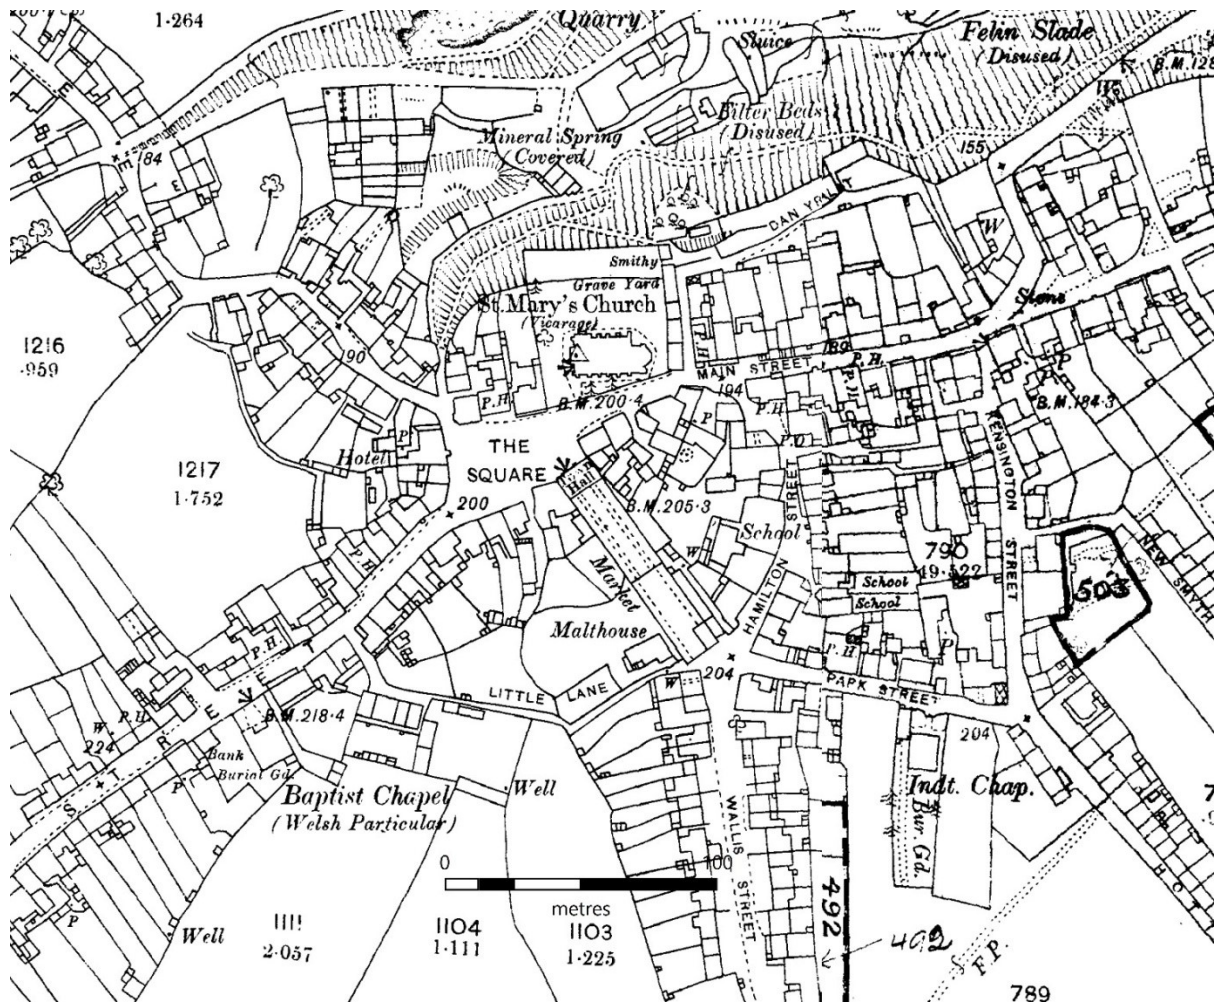 1·264
Quarry
Sluice
Felin Slade
(Disused)
B.M.128
W
Filter Beds
(Disused)
Mineral Spring
(Covered)
184
155
DAN YR
W
Smithy
Grave Yard
St. Mary's Church
(Vicarage)
Stone
1216
·959
190
P.H.
189
P.H.
MAIN STREET
P.H.
P
P
B.M.184·3
P.H.
B.M.200·4
194
P
P.H.
P.O
P
Hotel
THE
SQUARE
Hall
KENSINGTON STREET
1217
1·752
200
B.M.205·3
HAMILTON STREET
School
W
790
49·522
NEW SMYTH
503
P.H.
Market
School
School
Malthouse
P.H.
P.H
P
LITTLE LANE
204
PARK STREET
W
W
P.H.
224
B.M.218·4
204
Bank
Burial Gd.
P
Baptist Chapel
(Welsh Particular)
Well
Indt. Chap.
Bur. Gd.
WALLIS STREET
0
100
metres
492
492
P
Well
1111
2·057
1104
1·111
1103
1·225
F.P.
789
STREET